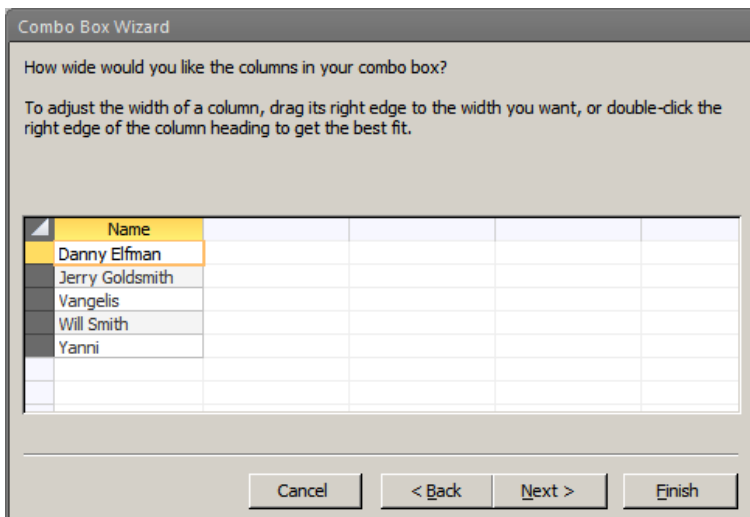 Combo Box Wizard
How wide would you like the columns in your combo box?
To adjust the width of a column, drag its right edge to the width you want, or double-click the
right edge of the column heading to get the best fit.
Name
Danny Elfman
Jerry Goldsmith
Vangelis
Will Smith
Yanni
Cancel < Back Next > Finish